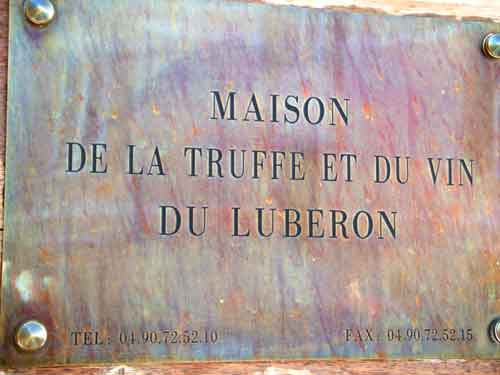 MAISON
DE LA TRUFFE ET DU VIN
DU LUBERON
TEL: 04.90.72.52.10 FAX: 04.90.72.52.15